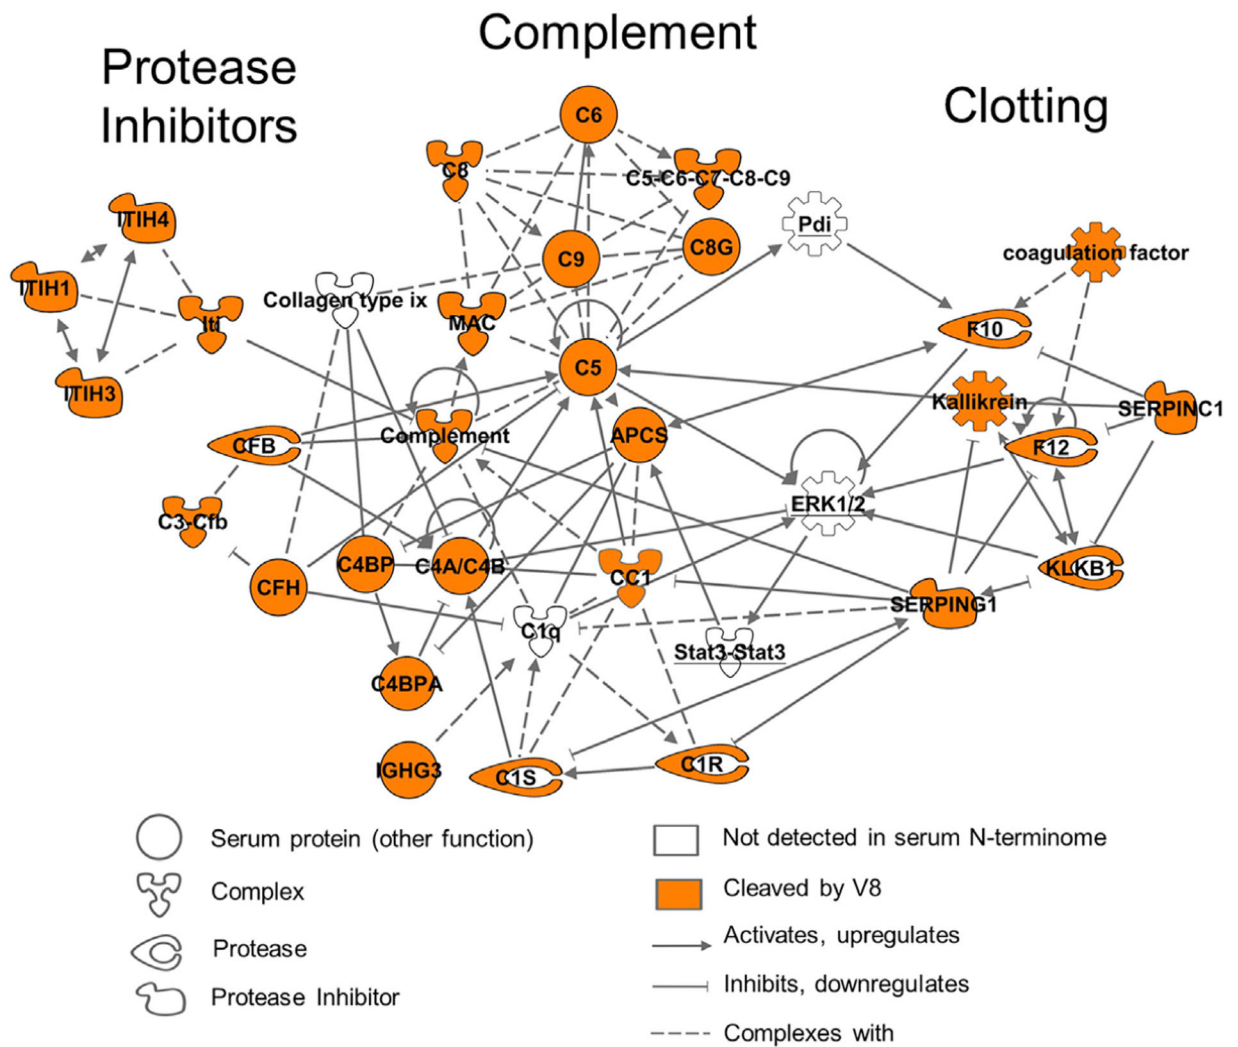 Complement
Protease
Inhibitors
Clotting
C6
C8
C5-C6-C7-C8-C9
ITIH4
Pdi
C9
C8G
coagulation factor
ITIH1
Collagen type ix
Iti
MAC
F10
C5
ITIH3
Kallikrein
SERPINC1
CFB
Complement
APCS
F12
C3-Cfb
ERK1/2
C4BP
C4A/C4B
CC1
KLKB1
CFH
SERPING1
C1q
Stat3-Stat3
C4BPA
IGHG3
C1S
C1R
Serum protein (other function)
Complex
Protease
Protease Inhibitor
Not detected in serum N-terminome
Cleaved by V8
Activates, upregulates
Inhibits, downregulates
Complexes with